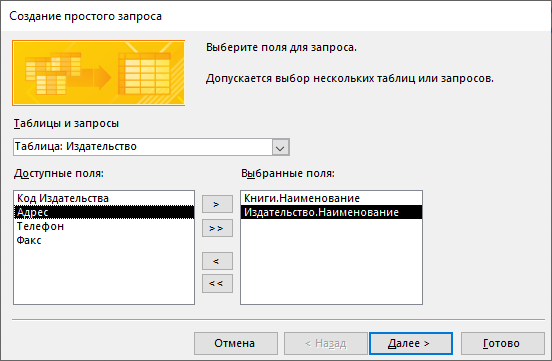 Создание простого запроса
Выберите поля для запроса.
Допускается выбор нескольких таблиц или запросов.
Таблицы и запросы
Таблица: Издательство
Доступные поля:
Выбранные поля:
Код Издательства
Адрес
Телефон
Факс
>
>>
<
<<
Книги.Наименование
Издательство.Наименование
Отмена
< Назад
Далее >
Готово